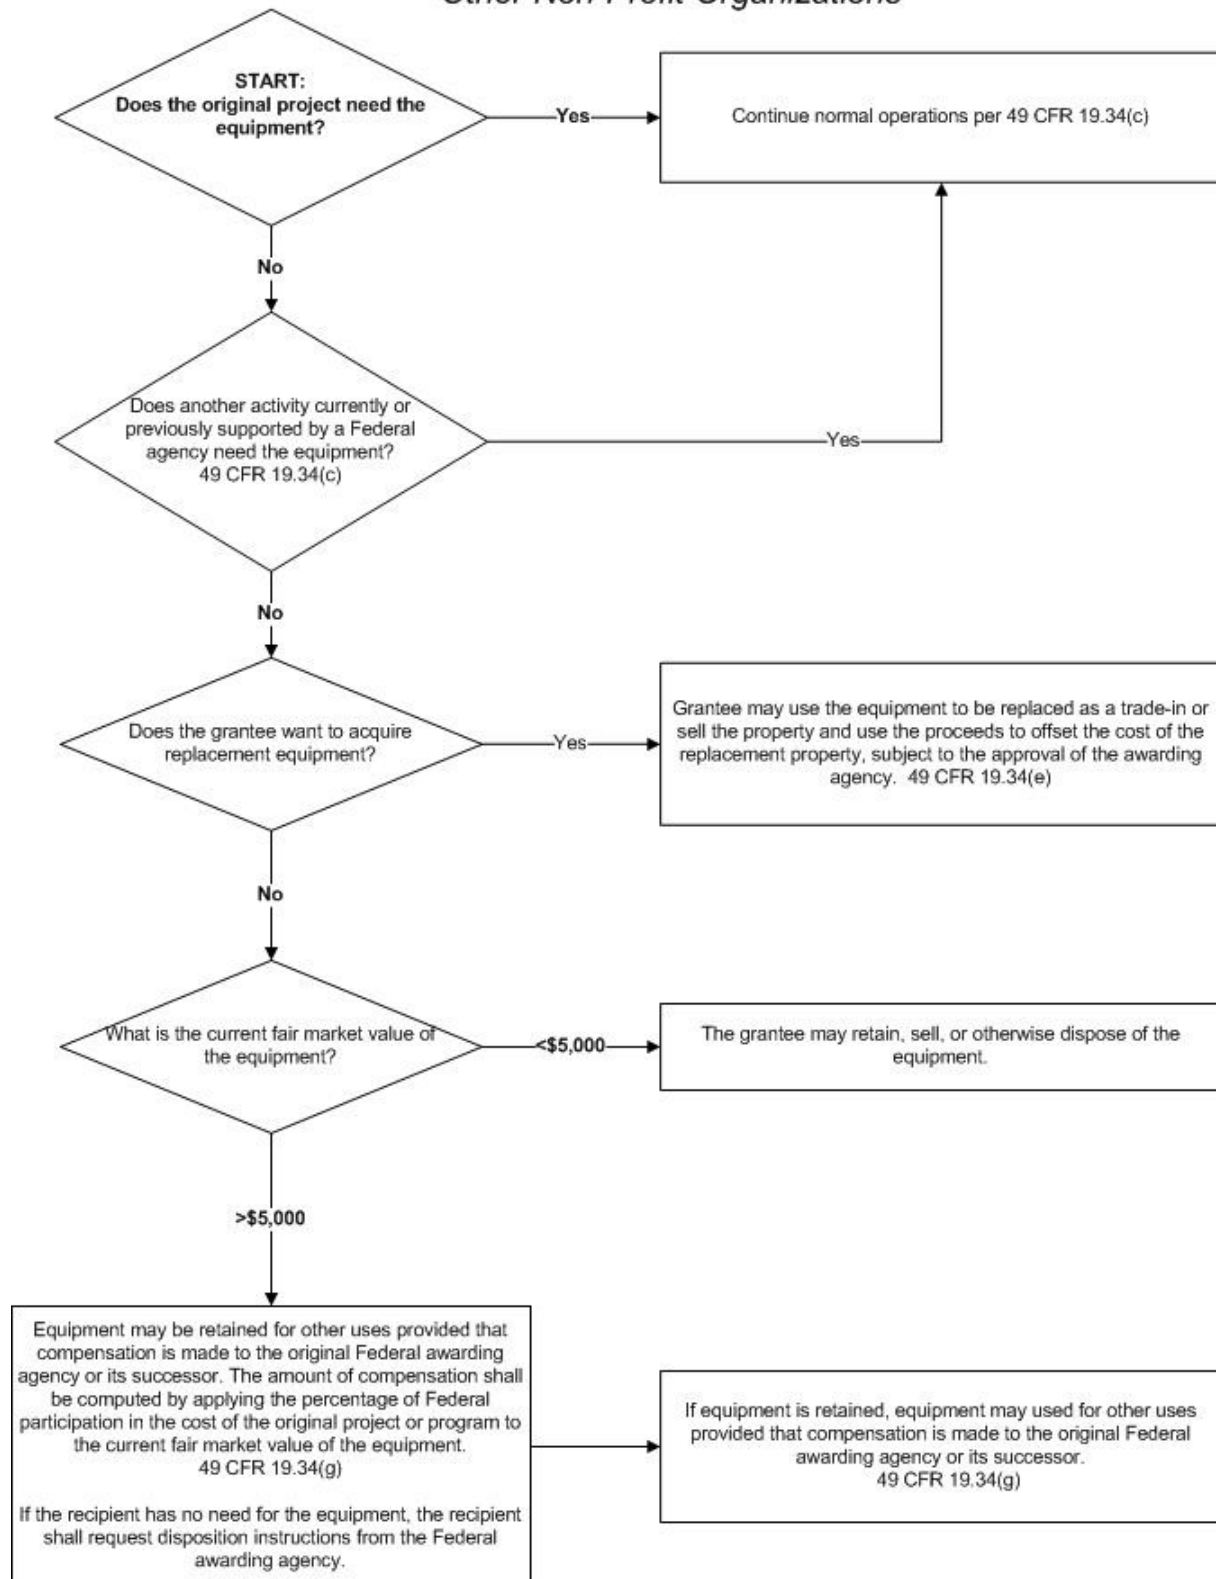 Other Non-Profit Organizations
START:
Does the original project need the
equipment?
Yes
Continue normal operations per 49 CFR 19.34(c)
No
Does another activity currently or
previously supported by a Federal
agency need the equipment?
49 CFR 19.34(c)
Yes
No
Does the grantee want to acquire
replacement equipment?
Yes
Grantee may use the equipment to be replaced as a trade-in or
sell the property and use the proceeds to offset the cost of the
replacement property, subject to the approval of the awarding
agency. 49 CFR 19.34(e)
No
What is the current fair market value of
the equipment?
<$5,000
The grantee may retain, sell, or otherwise dispose of the
equipment.
>$5,000
Equipment may be retained for other uses provided that
compensation is made to the original Federal awarding
agency or its successor. The amount of compensation shall
be computed by applying the percentage of Federal
participation in the cost of the original project or program to
the current fair market value of the equipment.
49 CFR 19.34(g)
If the recipient has no need for the equipment, the recipient
shall request disposition instructions from the Federal
awarding agency.
If equipment is retained, equipment may used for other uses
provided that compensation is made to the original Federal
awarding agency or its successor.
49 CFR 19.34(g)